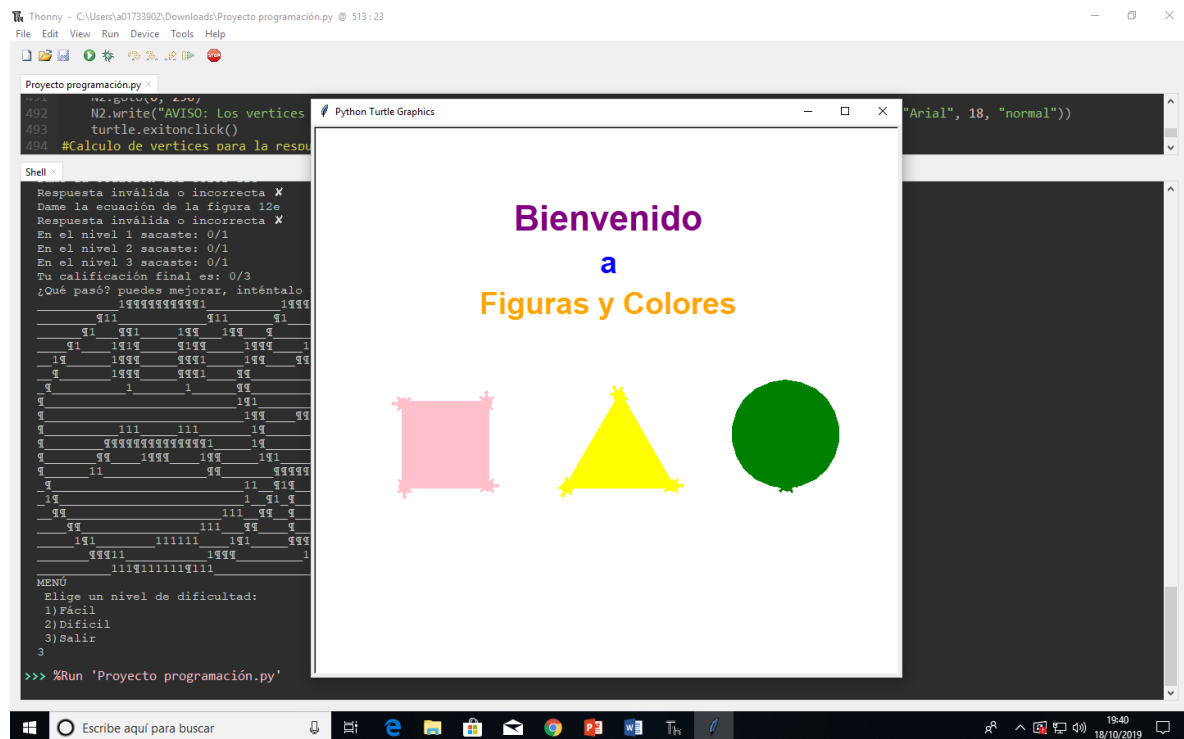 Thonny - C:\Users\a01733902\Downloads\Proyecto programación.py @ 513 : 23
File Edit View Run Device Tools Help
Proyecto programación.py
492 N2.write("AVISO: Los vertices "Arial", 18, "normal"))
493 turtle.exitonclick()
494 #Calculo de vertices para la respu
Shell
Respuesta inválida o incorrecta ✘
Dame la ecuación de la figura 12e
Respuesta inválida o incorrecta ✘
En el nivel 1 sacaste: 0/1
En el nivel 2 sacaste: 0/1
En el nivel 3 sacaste: 0/1
Tu calificación final es: 0/3
¿Qué pasó? puedes mejorar, inténtalo
MENÚ
Elige un nivel de dificultad:
1)Fácil
2)Dificil
3)Salir
3
>>> %Run 'Proyecto programación.py'
Python Turtle Graphics
Bienvenido
a
Figuras y Colores
Escribe aquí para buscar
19:40
18/10/2019